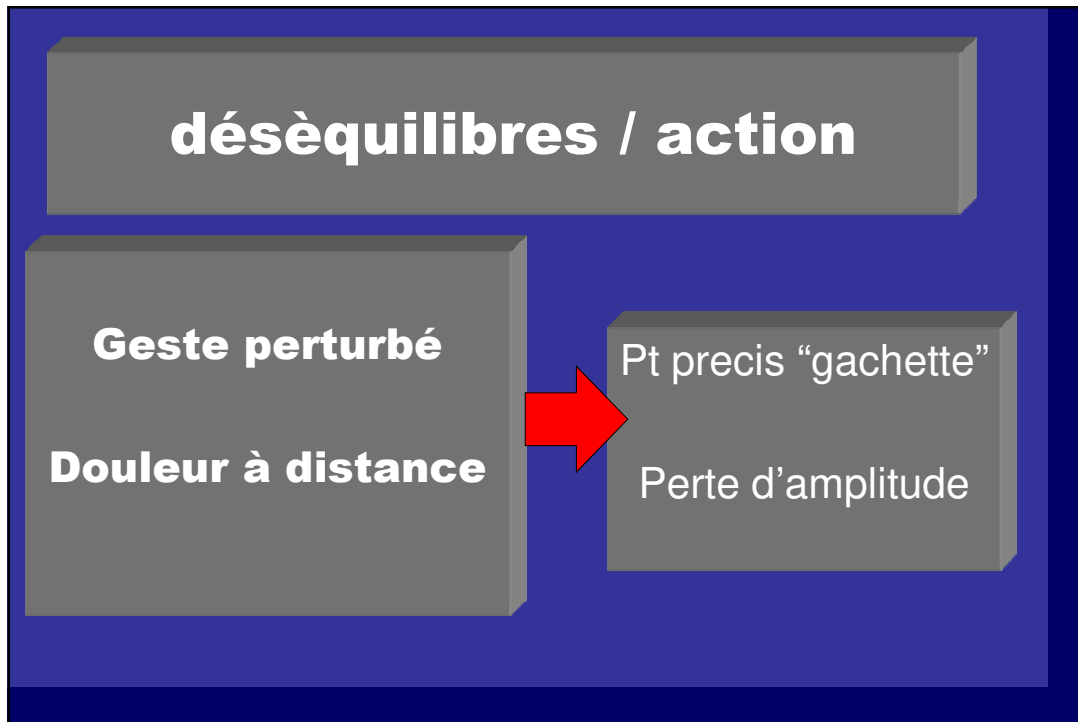 désèquilibres / action
Geste perturbé
Douleur à distance
Pt precis “gachette”
Perte d’amplitude